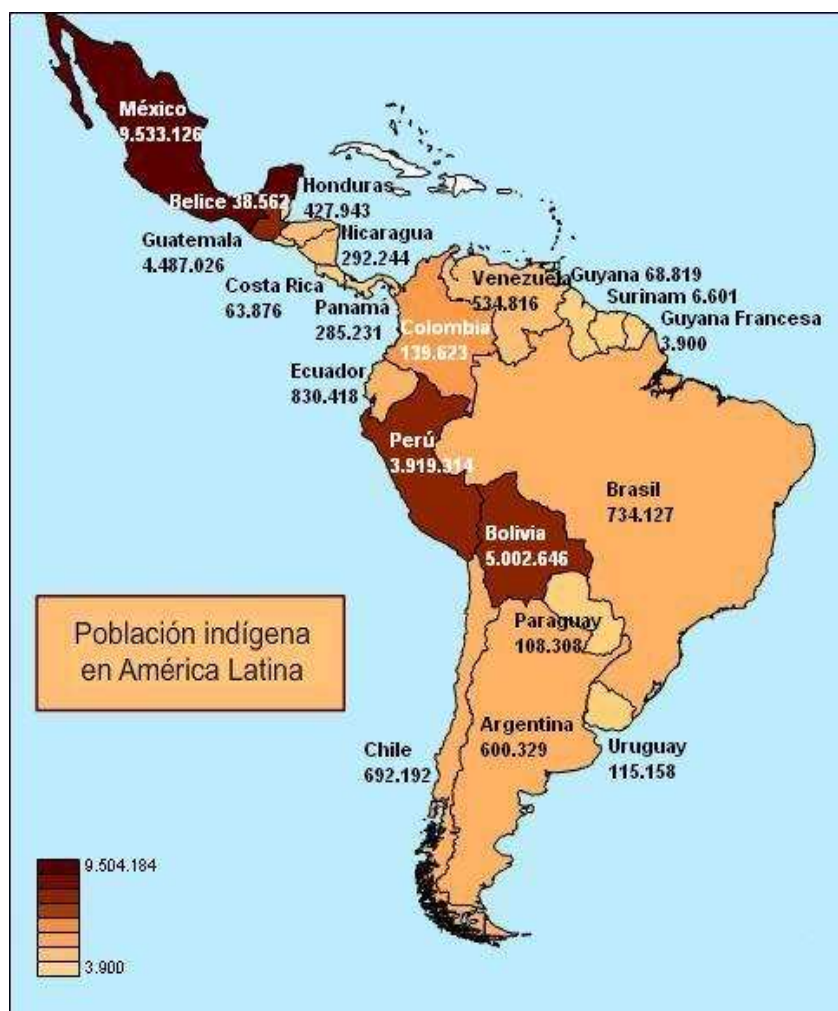 México
9.533.126
Belice 38.562
Honduras
427.943
Guatemala
4.487.026
Nicaragua
292.244
Costa Rica
63.876
Panamá
285.231
Venezuela
534.816
Guyana 68.819
Surinam 6.601
Guyana Francesa
3.900
Colombia
139.623
Ecuador
830.418
Perú
3.919.314
Brasil
734.127
Bolivia
5.002.646
Población indígena
en América Latina
Paraguay
108.308
Argentina
600.329
Chile
692.192
Uruguay
115.158
9.504.184
3.900